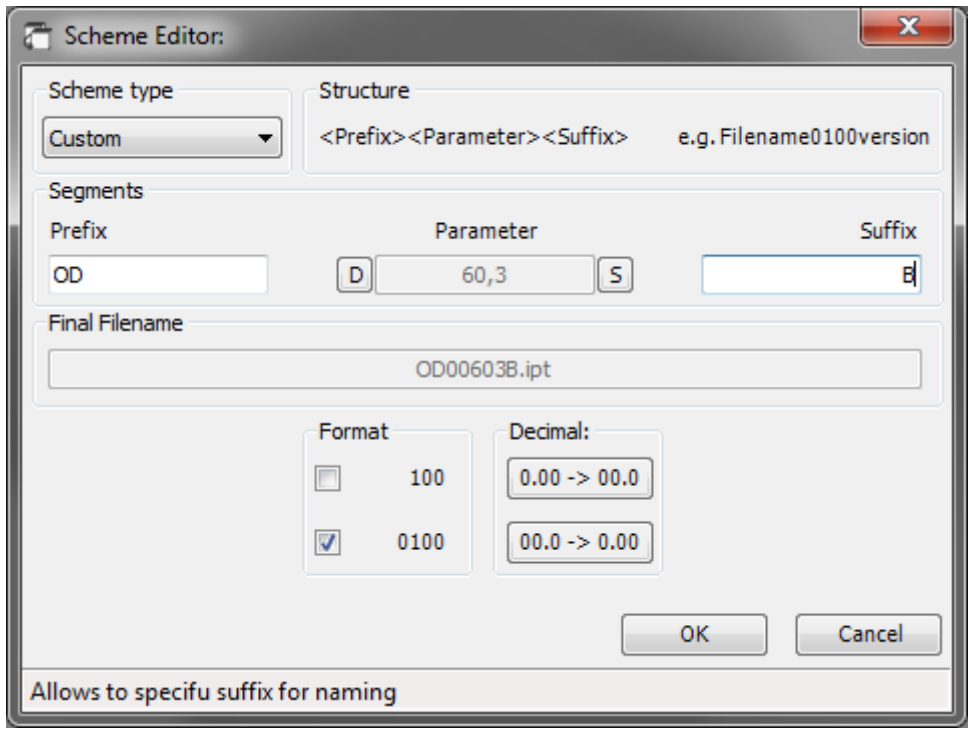 Scheme Editor:
Scheme type
Structure
Custom
<Prefix><Parameter><Suffix> e.g. Filename0100version
Segments
Prefix Parameter Suffix
OD D 60,3 S B
Final Filename
OD00603B.ipt
Format Decimal:
100 0.00 -> 00.0
0100 00.0 -> 0.00
OK Cancel
Allows to specifu suffix for naming